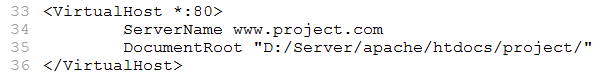 33 <VirtualHost *:80>
34         ServerName www.project.com
35         DocumentRoot "D:/Server/apache/htdocs/project/"
36 </VirtualHost>